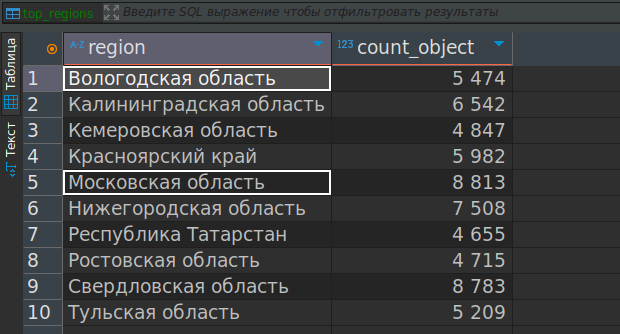 top_regions Введите SQL выражение чтобы отфильтровать результаты
Таблица
Текст
A-Z region 123 count_object
1 Вологодская область 5 474
2 Калининградская область 6 542
3 Кемеровская область 4 847
4 Красноярский край 5 982
5 Московская область 8 813
6 Нижегородская область 7 508
7 Республика Татарстан 4 655
8 Ростовская область 4 715
9 Свердловская область 8 783
10 Тульская область 5 209